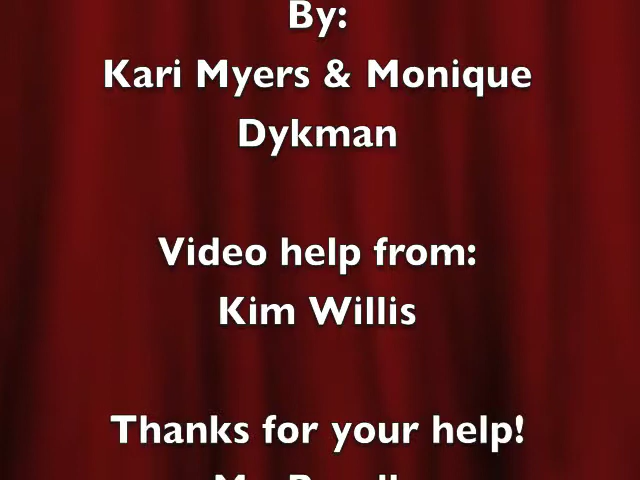 By:
Kari Myers & Monique
Dykman
Video help from:
Kim Willis
Thanks for your help!